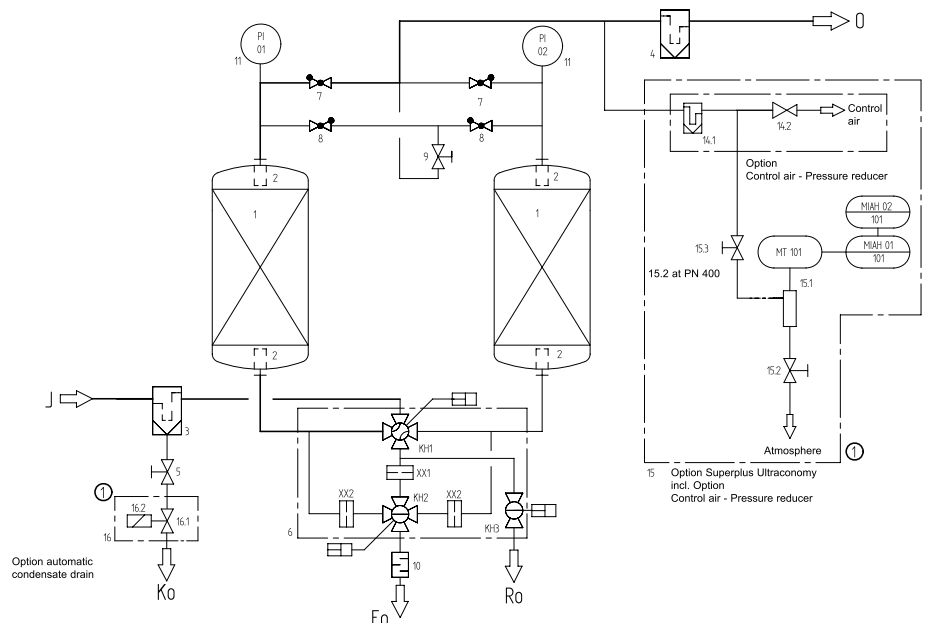 PI
01
11
PI
02
11
7
7
8
8
9
4
O
14.1
14.2
Control
air
Option
Control air - Pressure reducer
2
1
2
1
MIAH 02
101
MIAH 01
101
MT 101
15.3
15.2 at PN 400
15.1
15.2
Atmosphere
1
15 Option Superplus Ultraconomy
incl. Option
Control air - Pressure reducer
2
2
J
3
5
1
16.2
16.1
16
Option automatic
condensate drain
Ko
KH1
XX1
XX2
KH2
XX2
KH3
6
10
Ro